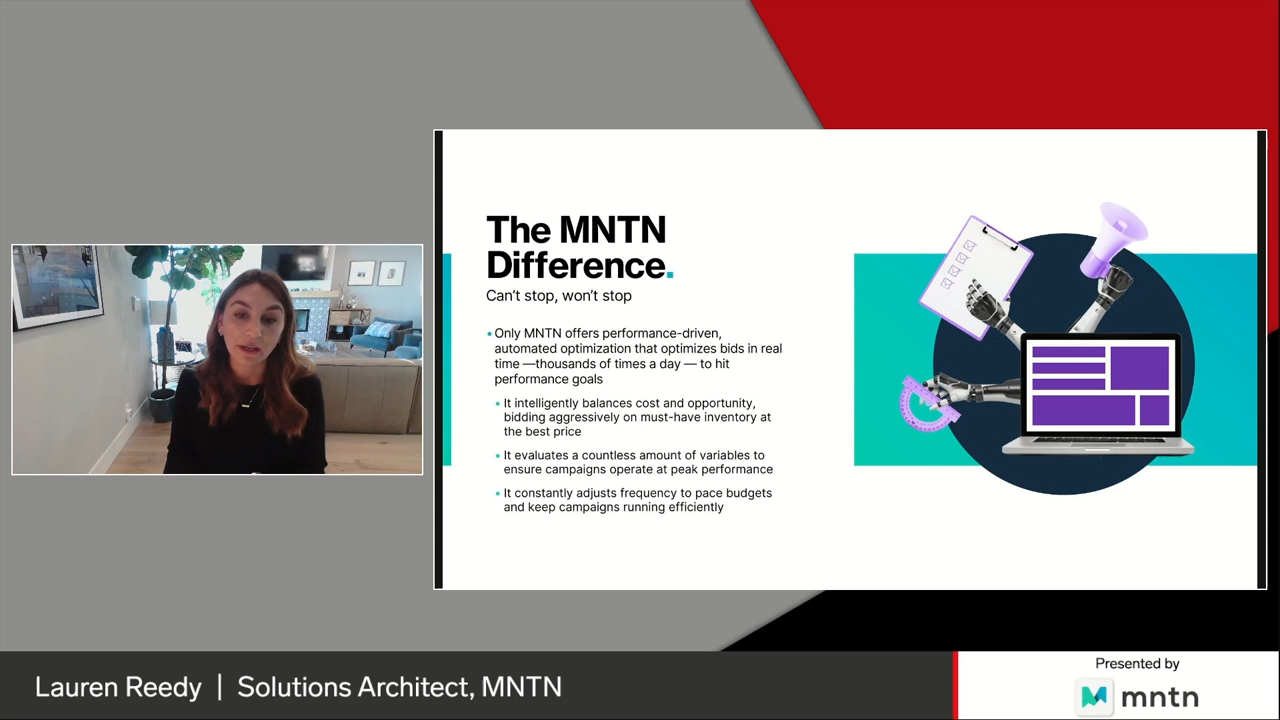 The MNTN
Difference.
Can't stop, won't stop
• Only MNTN offers performance-driven,
automated optimization that optimizes bids in real
time —thousands of times a day — to hit
performance goals
• It intelligently balances cost and opportunity,
bidding aggressively on must-have inventory at
the best price
• It evaluates a countless amount of variables to
ensure campaigns operate at peak performance
• It constantly adjusts frequency to pace budgets
and keep campaigns running efficiently
Lauren Reedy | Solutions Architect, MNTN
Presented by
mntn